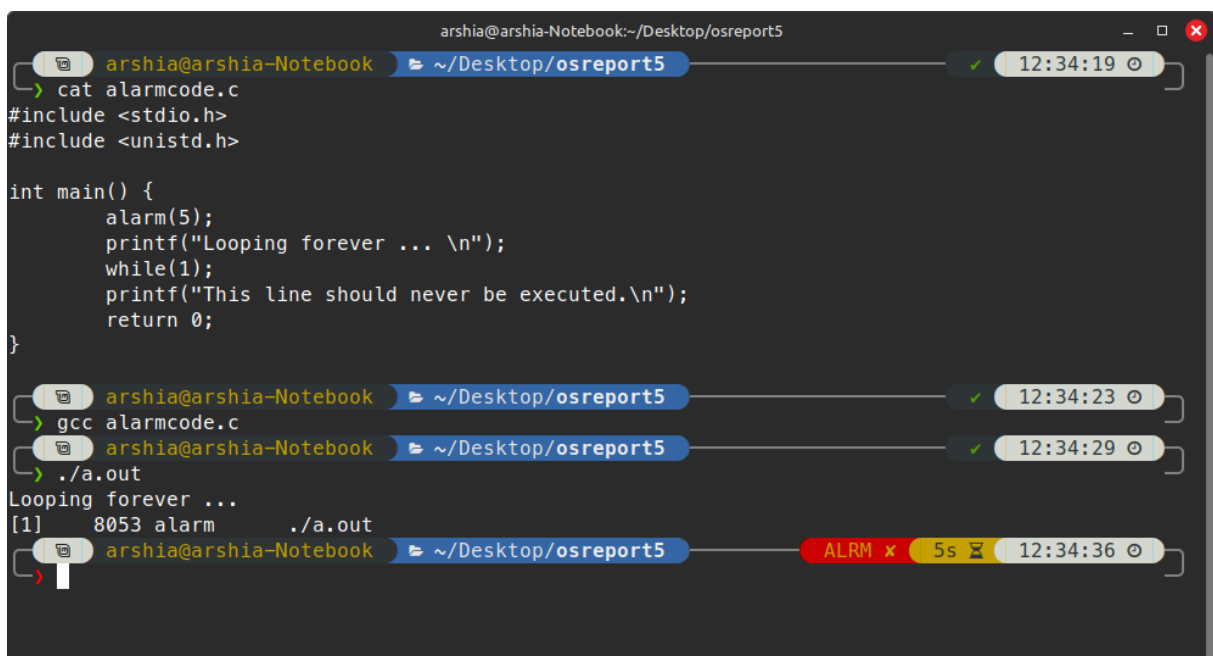 arshia@arshia-Notebook:~/Desktop/osreport5
arshia@arshia-Notebook ~/Desktop/osreport5 ✔ 12:34:19
❯ cat alarmcode.c
#include <stdio.h>
#include <unistd.h>
int main() {
alarm(5);
printf("Looping forever ... \n");
while(1);
printf("This line should never be executed.\n");
return 0;
}
arshia@arshia-Notebook ~/Desktop/osreport5 ✔ 12:34:23
❯ gcc alarmcode.c
arshia@arshia-Notebook ~/Desktop/osreport5 ✔ 12:34:29
❯ ./a.out
Looping forever ...
[1]    8053 alarm      ./a.out
arshia@arshia-Notebook ~/Desktop/osreport5 ALRM ✘ 5s 12:34:36
❯